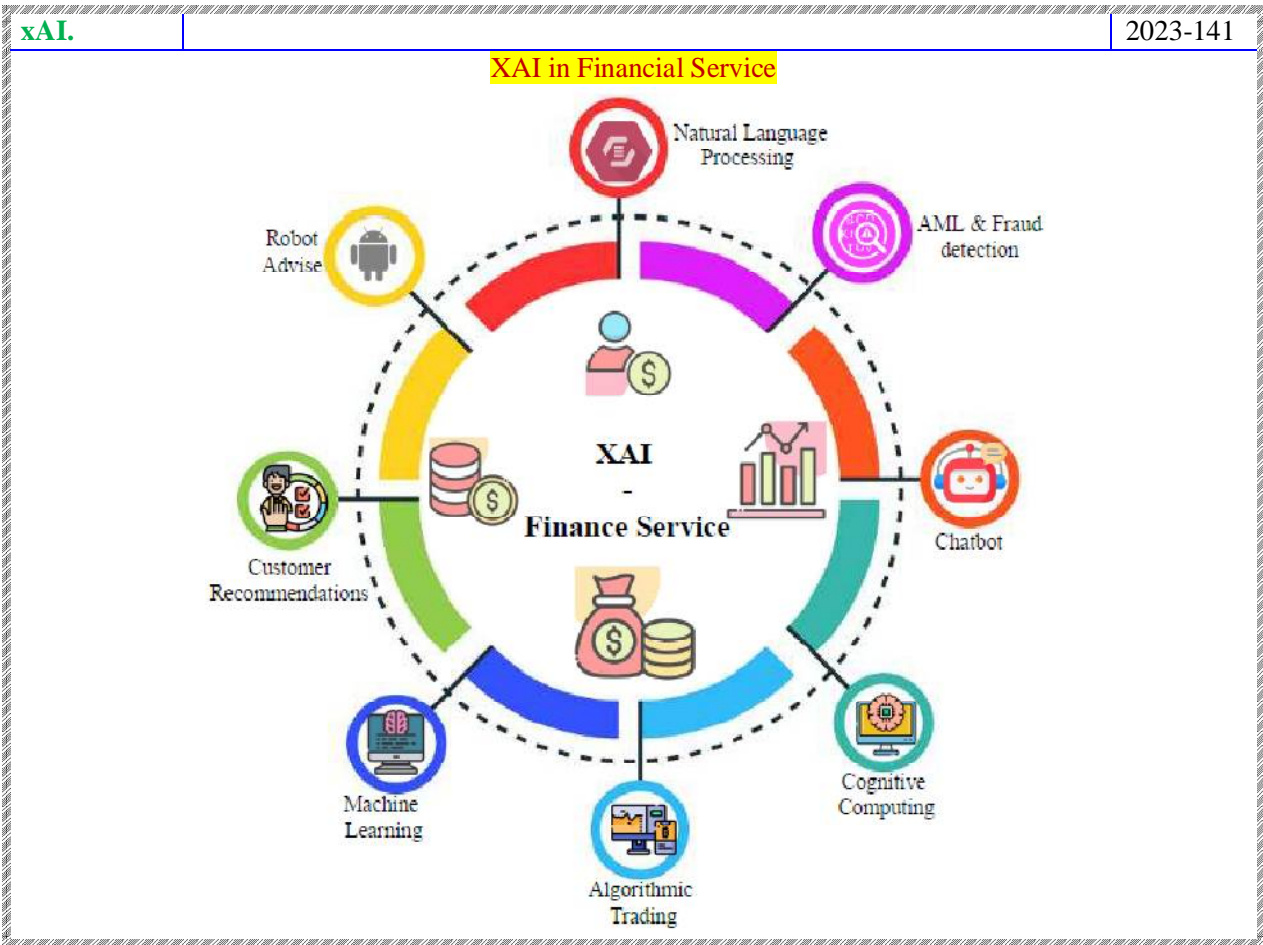 xAI.
2023-141
XAI in Financial Service
Natural Language
Processing
AML & Fraud
detection
Robot
Advise
XAI
-
Finance Service
Chatbot
Customer
Recommendations
Cognitive
Computing
Machine
Learning
Algorithmic
Trading